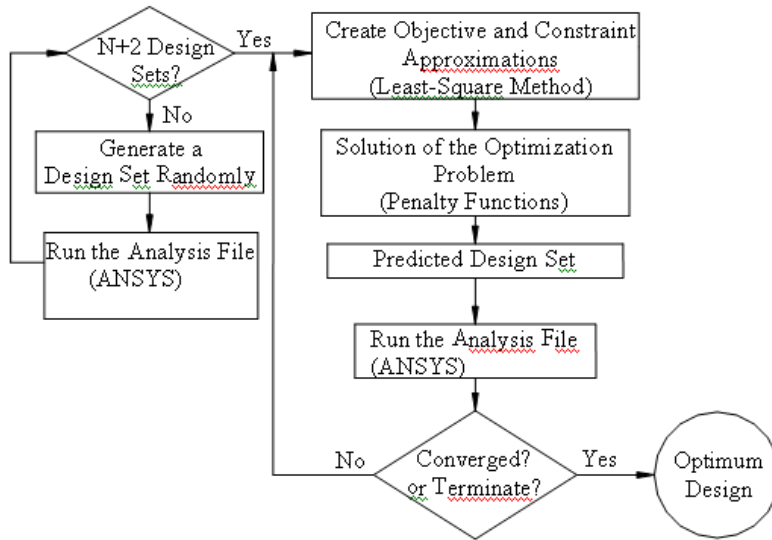 N+2 Design
Sets?
Yes
No
Generate a
Design Set Randomly
Run the Analysis File
(ANSYS)
Create Objective and Constraint
Approximations
(Least-Square Method)
Solution of the Optimization
Problem
(Penalty Functions)
Predicted Design Set
Run the Analysis File
(ANSYS)
Converged?
or Terminate?
No
Yes
Optimum
Design